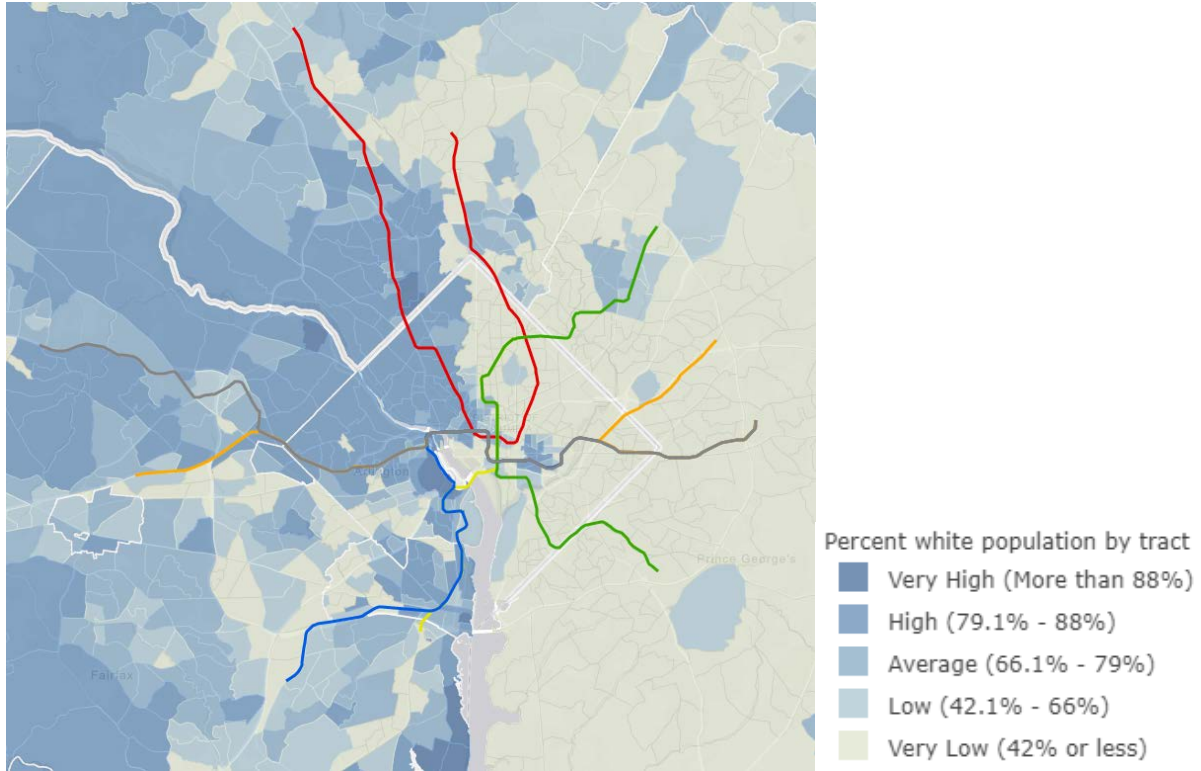 Arlington
Prince George's
Fairfax
Percent white population by tract
Very High (More than 88%)
High (79.1% - 88%)
Average (66.1% - 79%)
Low (42.1% - 66%)
Very Low (42% or less)